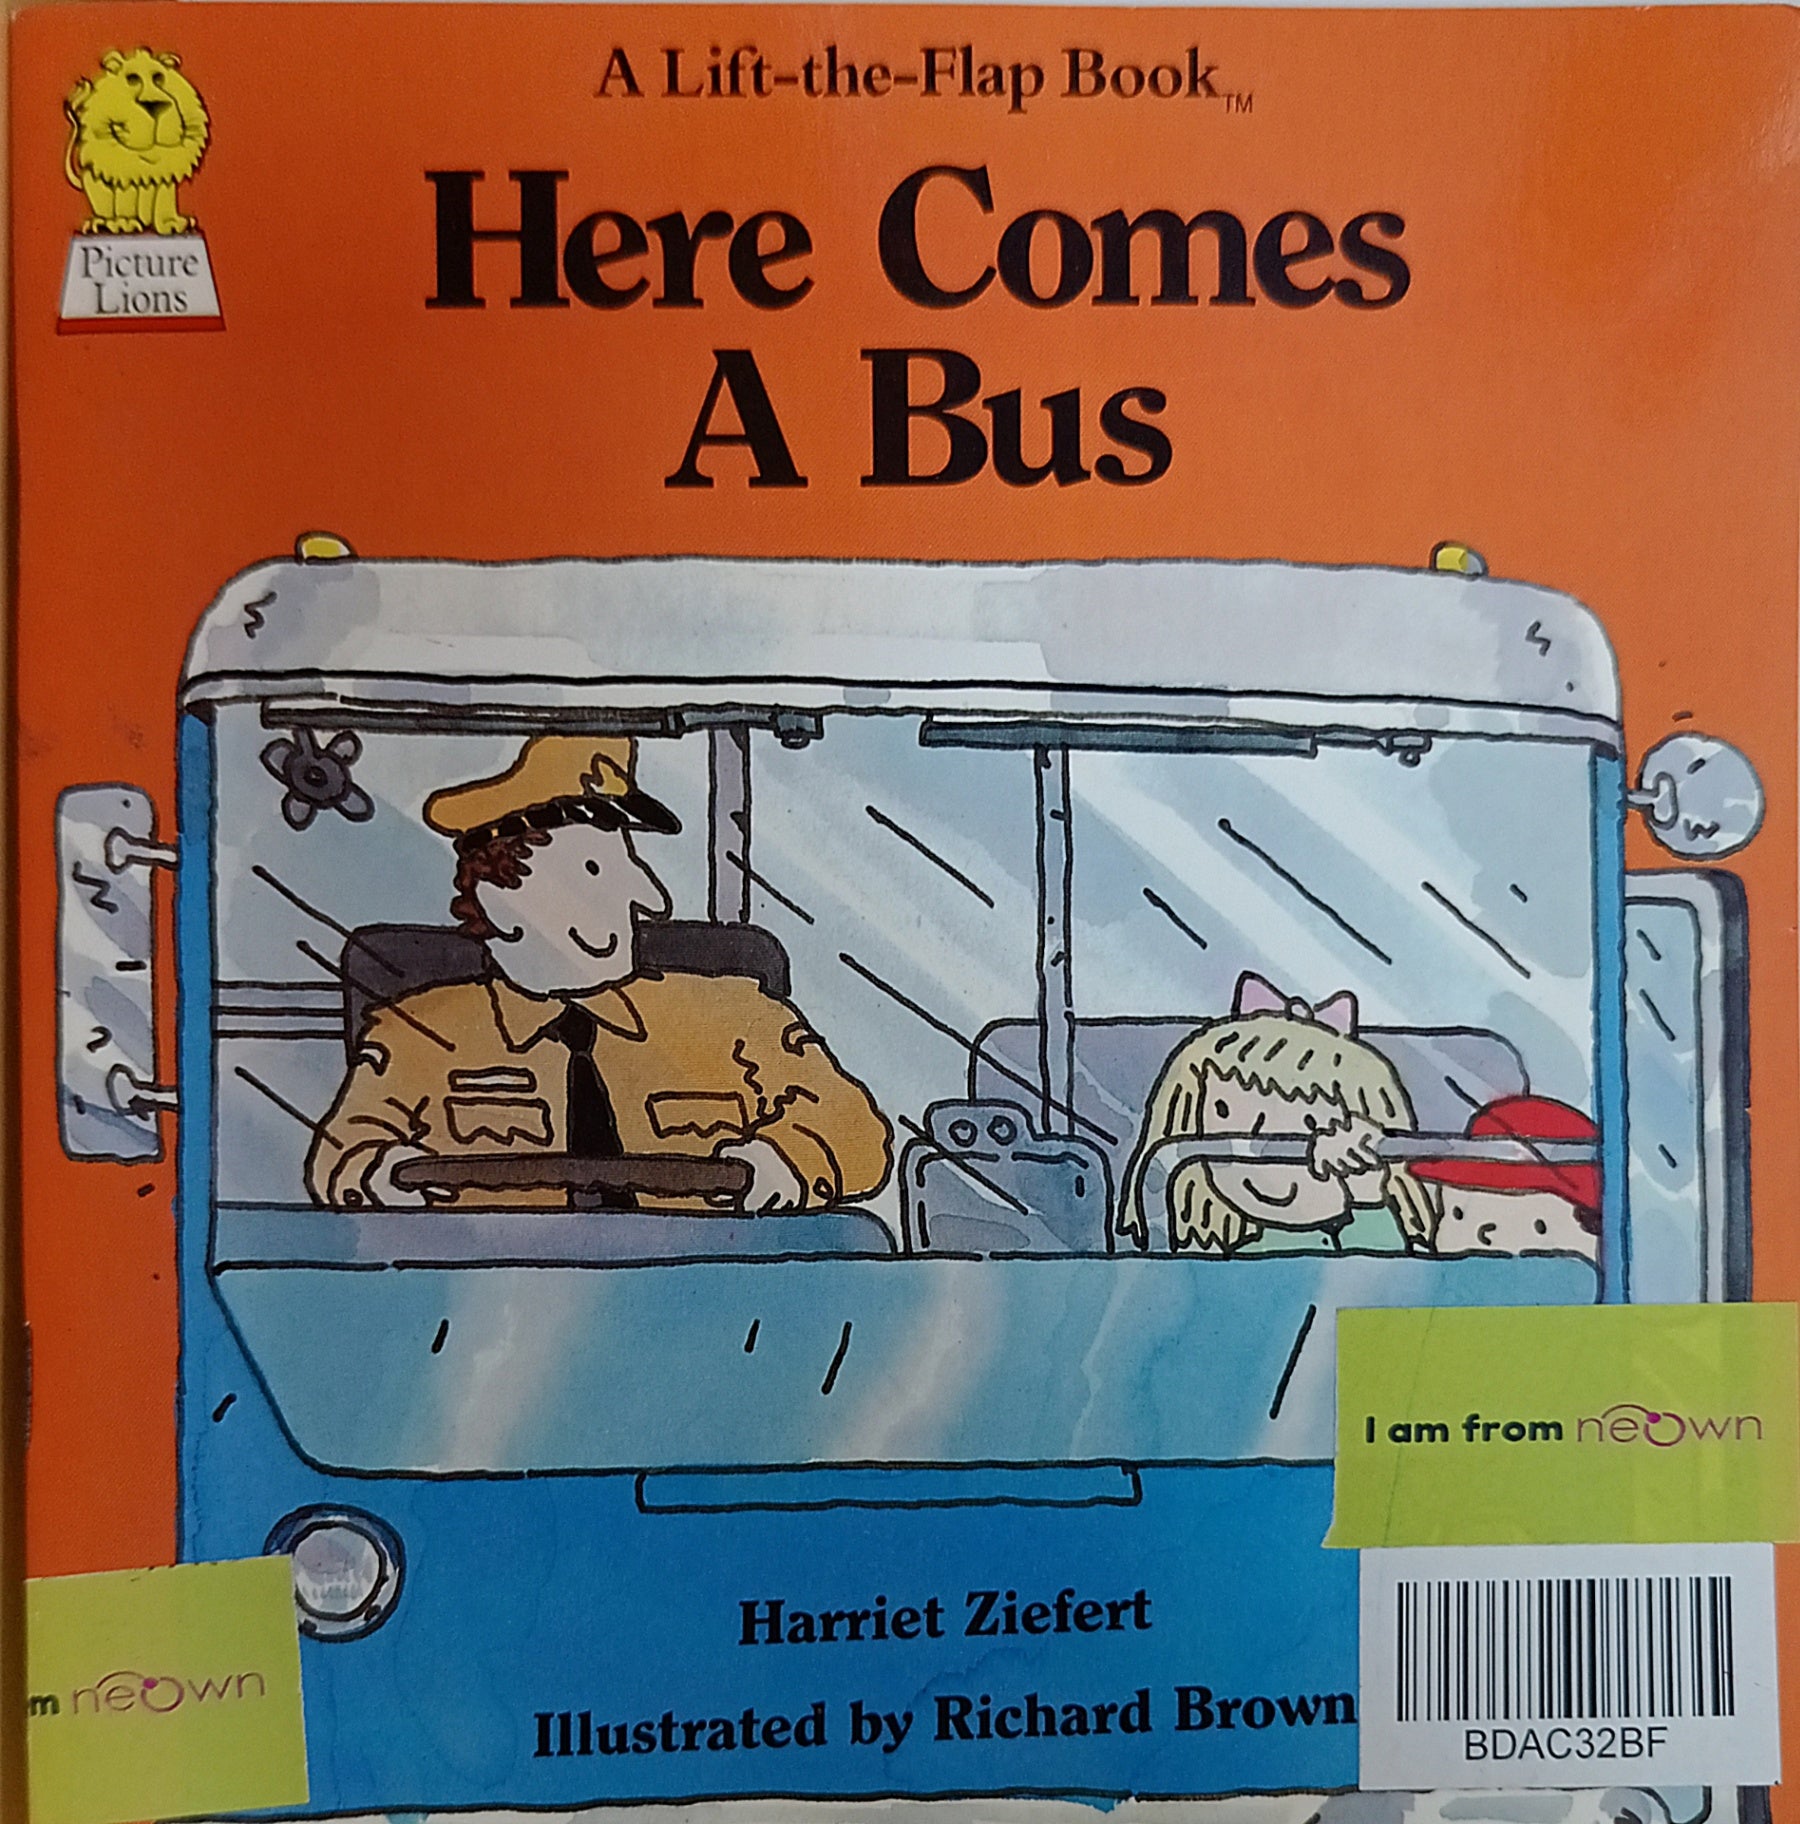 A Lift-the-Flap Book™
Picture
Lions
Here Comes
A Bus
I am from neown
Harriet Ziefert
m neown
Illustrated by Richard Brown
BDAC32BF